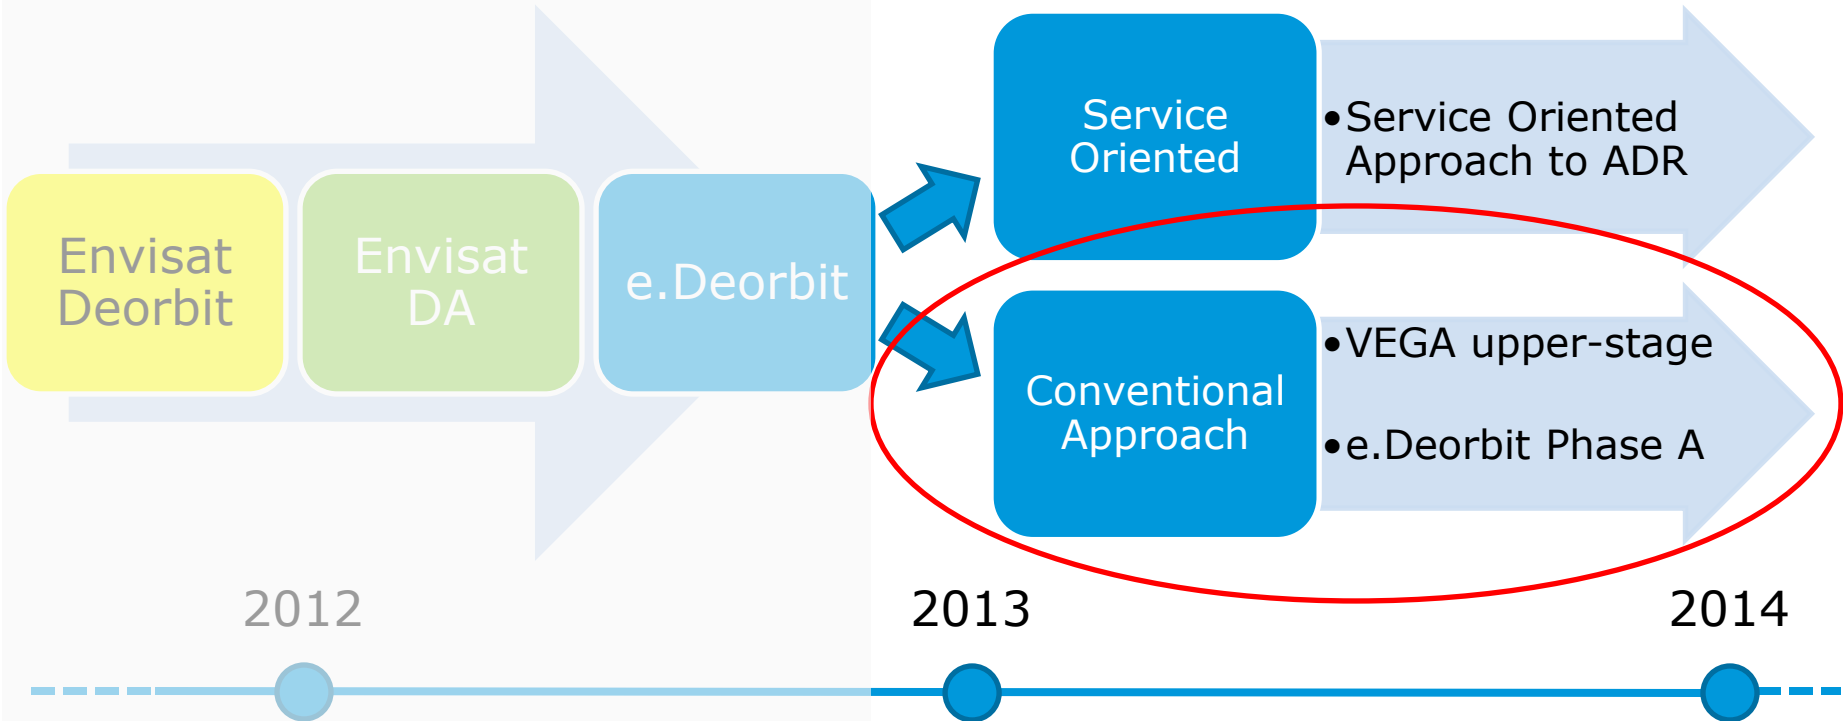 Envisat
Deorbit
Envisat
DA
e.Deorbit
Service
Oriented
•Service Oriented
Approach to ADR
Conventional
Approach
•VEGA upper-stage
•e.Deorbit Phase A
2012
2013
2014